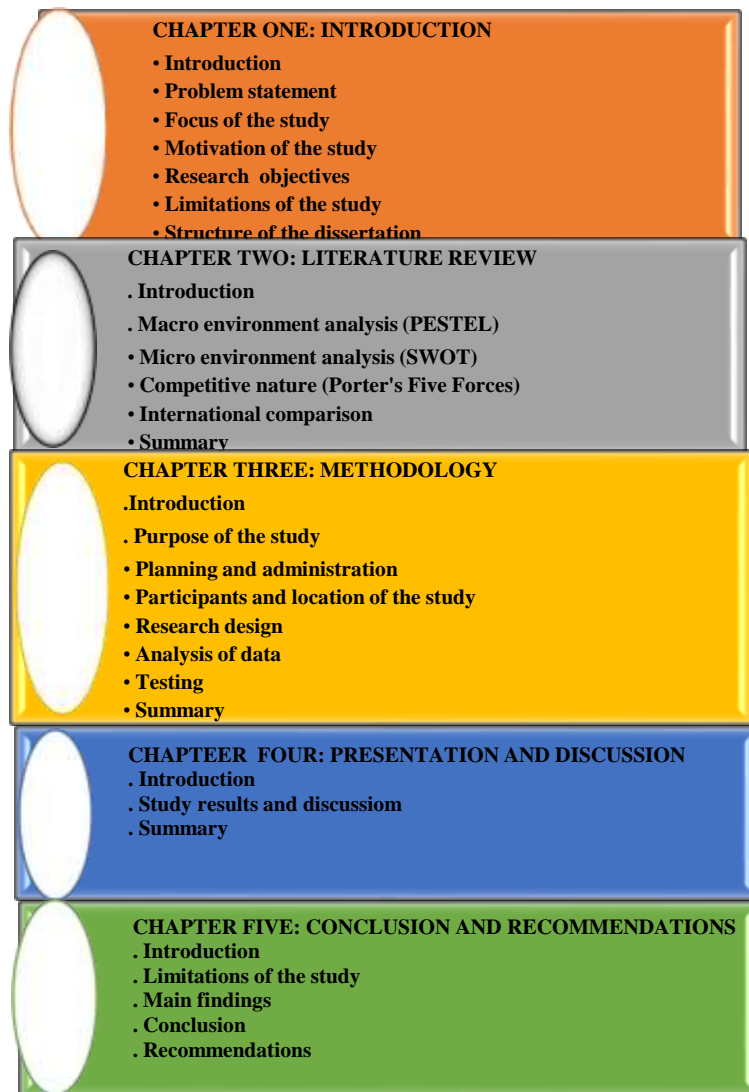 CHAPTER ONE: INTRODUCTION
• Introduction
• Problem statement
• Focus of the study
• Motivation of the study
• Research objectives
• Limitations of the study
• Structure of the dissertation
CHAPTER TWO: LITERATURE REVIEW
. Introduction
. Macro environment analysis (PESTEL)
• Micro environment analysis (SWOT)
• Competitive nature (Porter's Five Forces)
• International comparison
• Summary
CHAPTER THREE: METHODOLOGY
.Introduction
. Purpose of the study
• Planning and administration
• Participants and location of the study
• Research design
• Analysis of data
• Testing
• Summary
CHAPTEER FOUR: PRESENTATION AND DISCUSSION
. Introduction
. Study results and discussiom
. Summary
CHAPTER FIVE: CONCLUSION AND RECOMMENDATIONS
. Introduction
. Limitations of the study
. Main findings
. Conclusion
. Recommendations